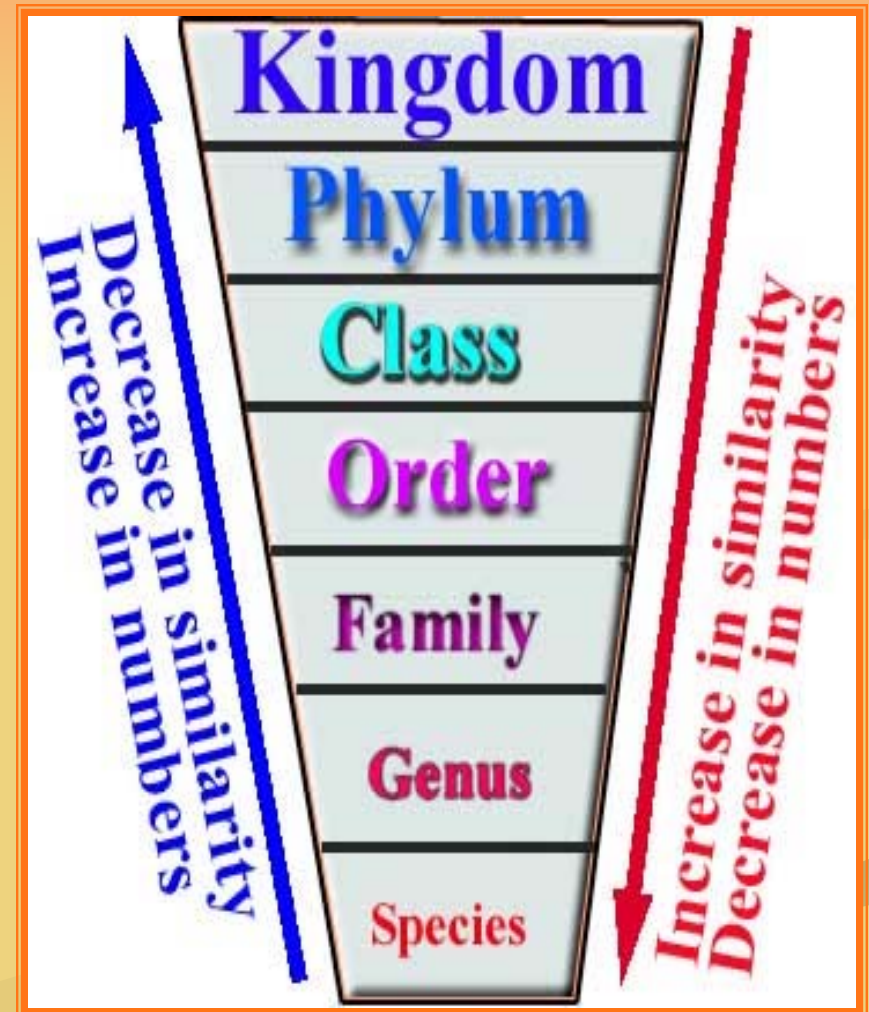 Kingdom
Phylum
Class
Order
Family
Genus
Species
Decrease in similarity
Increase in numbers
Increase in similarity
Decrease in numbers